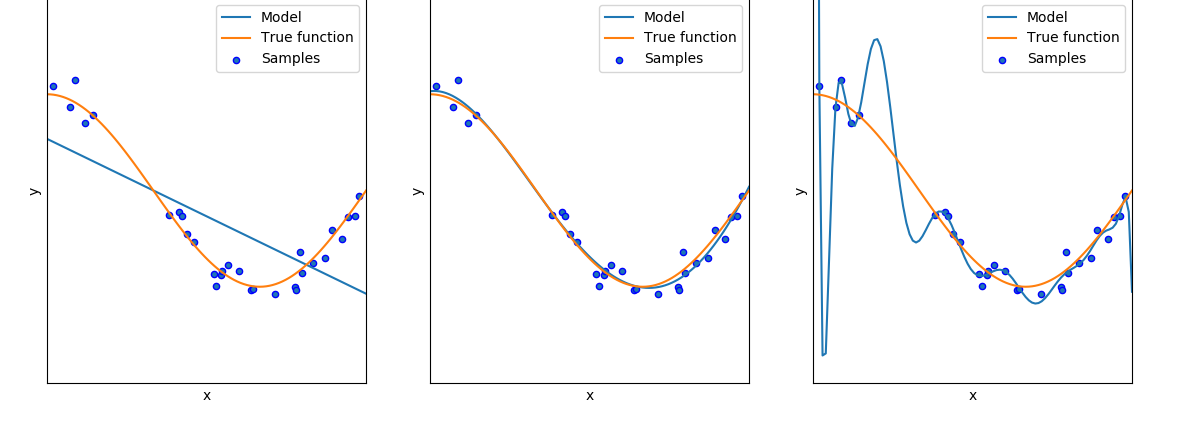 Model
True function
Samples
y
x
Model
True function
Samples
y
x
Model
True function
Samples
y
x